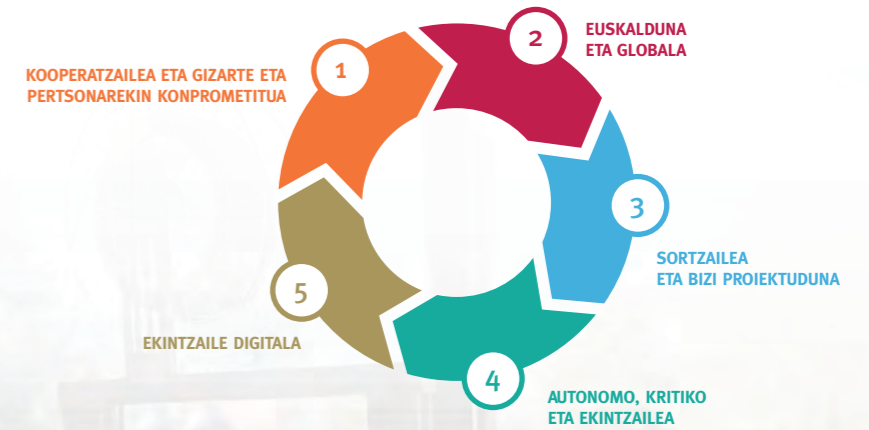 1
KOOPERATZAILEA ETA GIZARTE ETA
PERTSONAREKIN KONPROMETITUA
2
EUSKALDUNA
ETA GLOBALA
3
SORTZAILEA
ETA BIZI PROIEKTUDUNA
4
AUTONOMO, KRITIKO
ETA EKINTZAILEA
5
EKINTZAILE DIGITALA